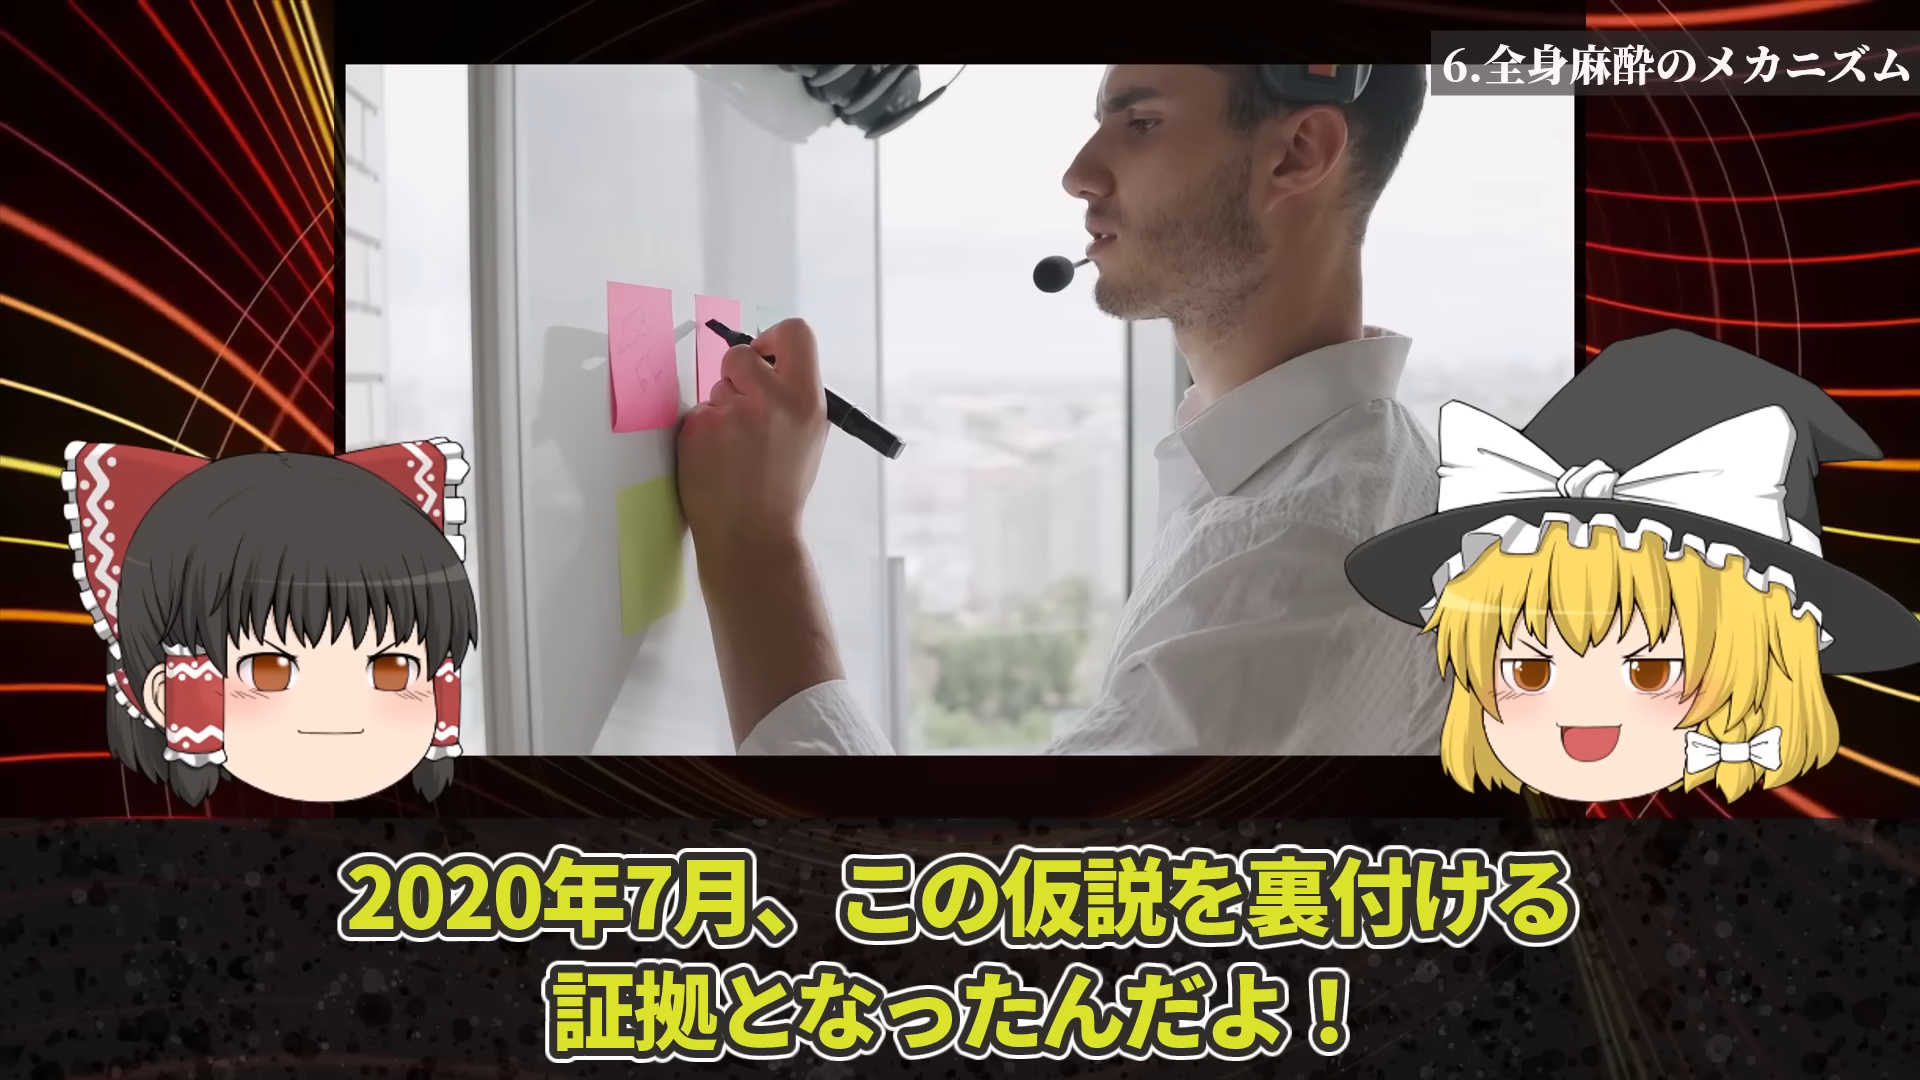 6.全身麻酔のメカニズム
2020年7月、この仮説を裏付ける
証拠となったんだよ！